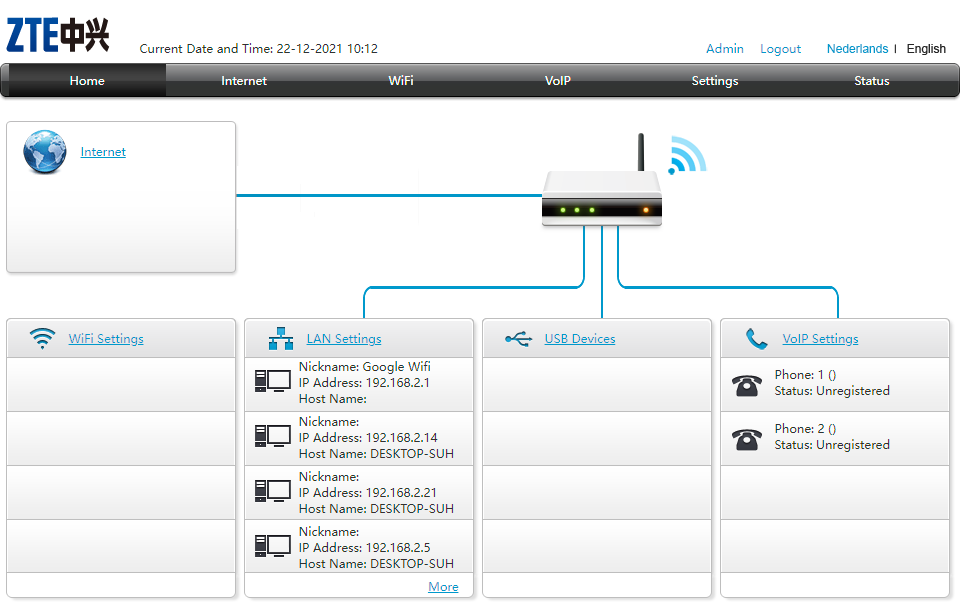 ZTE中兴
Current Date and Time: 22-12-2021 10:12
Admin Logout Nederlands | English
Home Internet WiFi VoIP Settings Status
Internet
WiFi Settings
LAN Settings
Nickname: Google Wifi
IP Address: 192.168.2.1
Host Name:
Nickname:
IP Address: 192.168.2.14
Host Name: DESKTOP-SUH
Nickname:
IP Address: 192.168.2.21
Host Name: DESKTOP-SUH
Nickname:
IP Address: 192.168.2.5
Host Name: DESKTOP-SUH
More
USB Devices
VoIP Settings
Phone: 1 ()
Status: Unregistered
Phone: 2 ()
Status: Unregistered